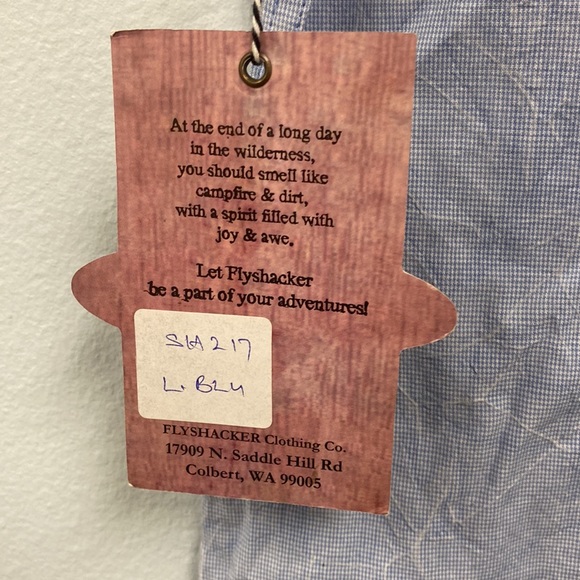 At the end of a long day
in the wilderness,
you should smell like
campfire & dirt,
with a spirit filled with
joy & awe.
Let Flyshacker
be a part of your adventures!
L. BLU
FLYSHACKER Clothing Co.
17909 N. Saddle Hill Rd
Colbert, WA 99005